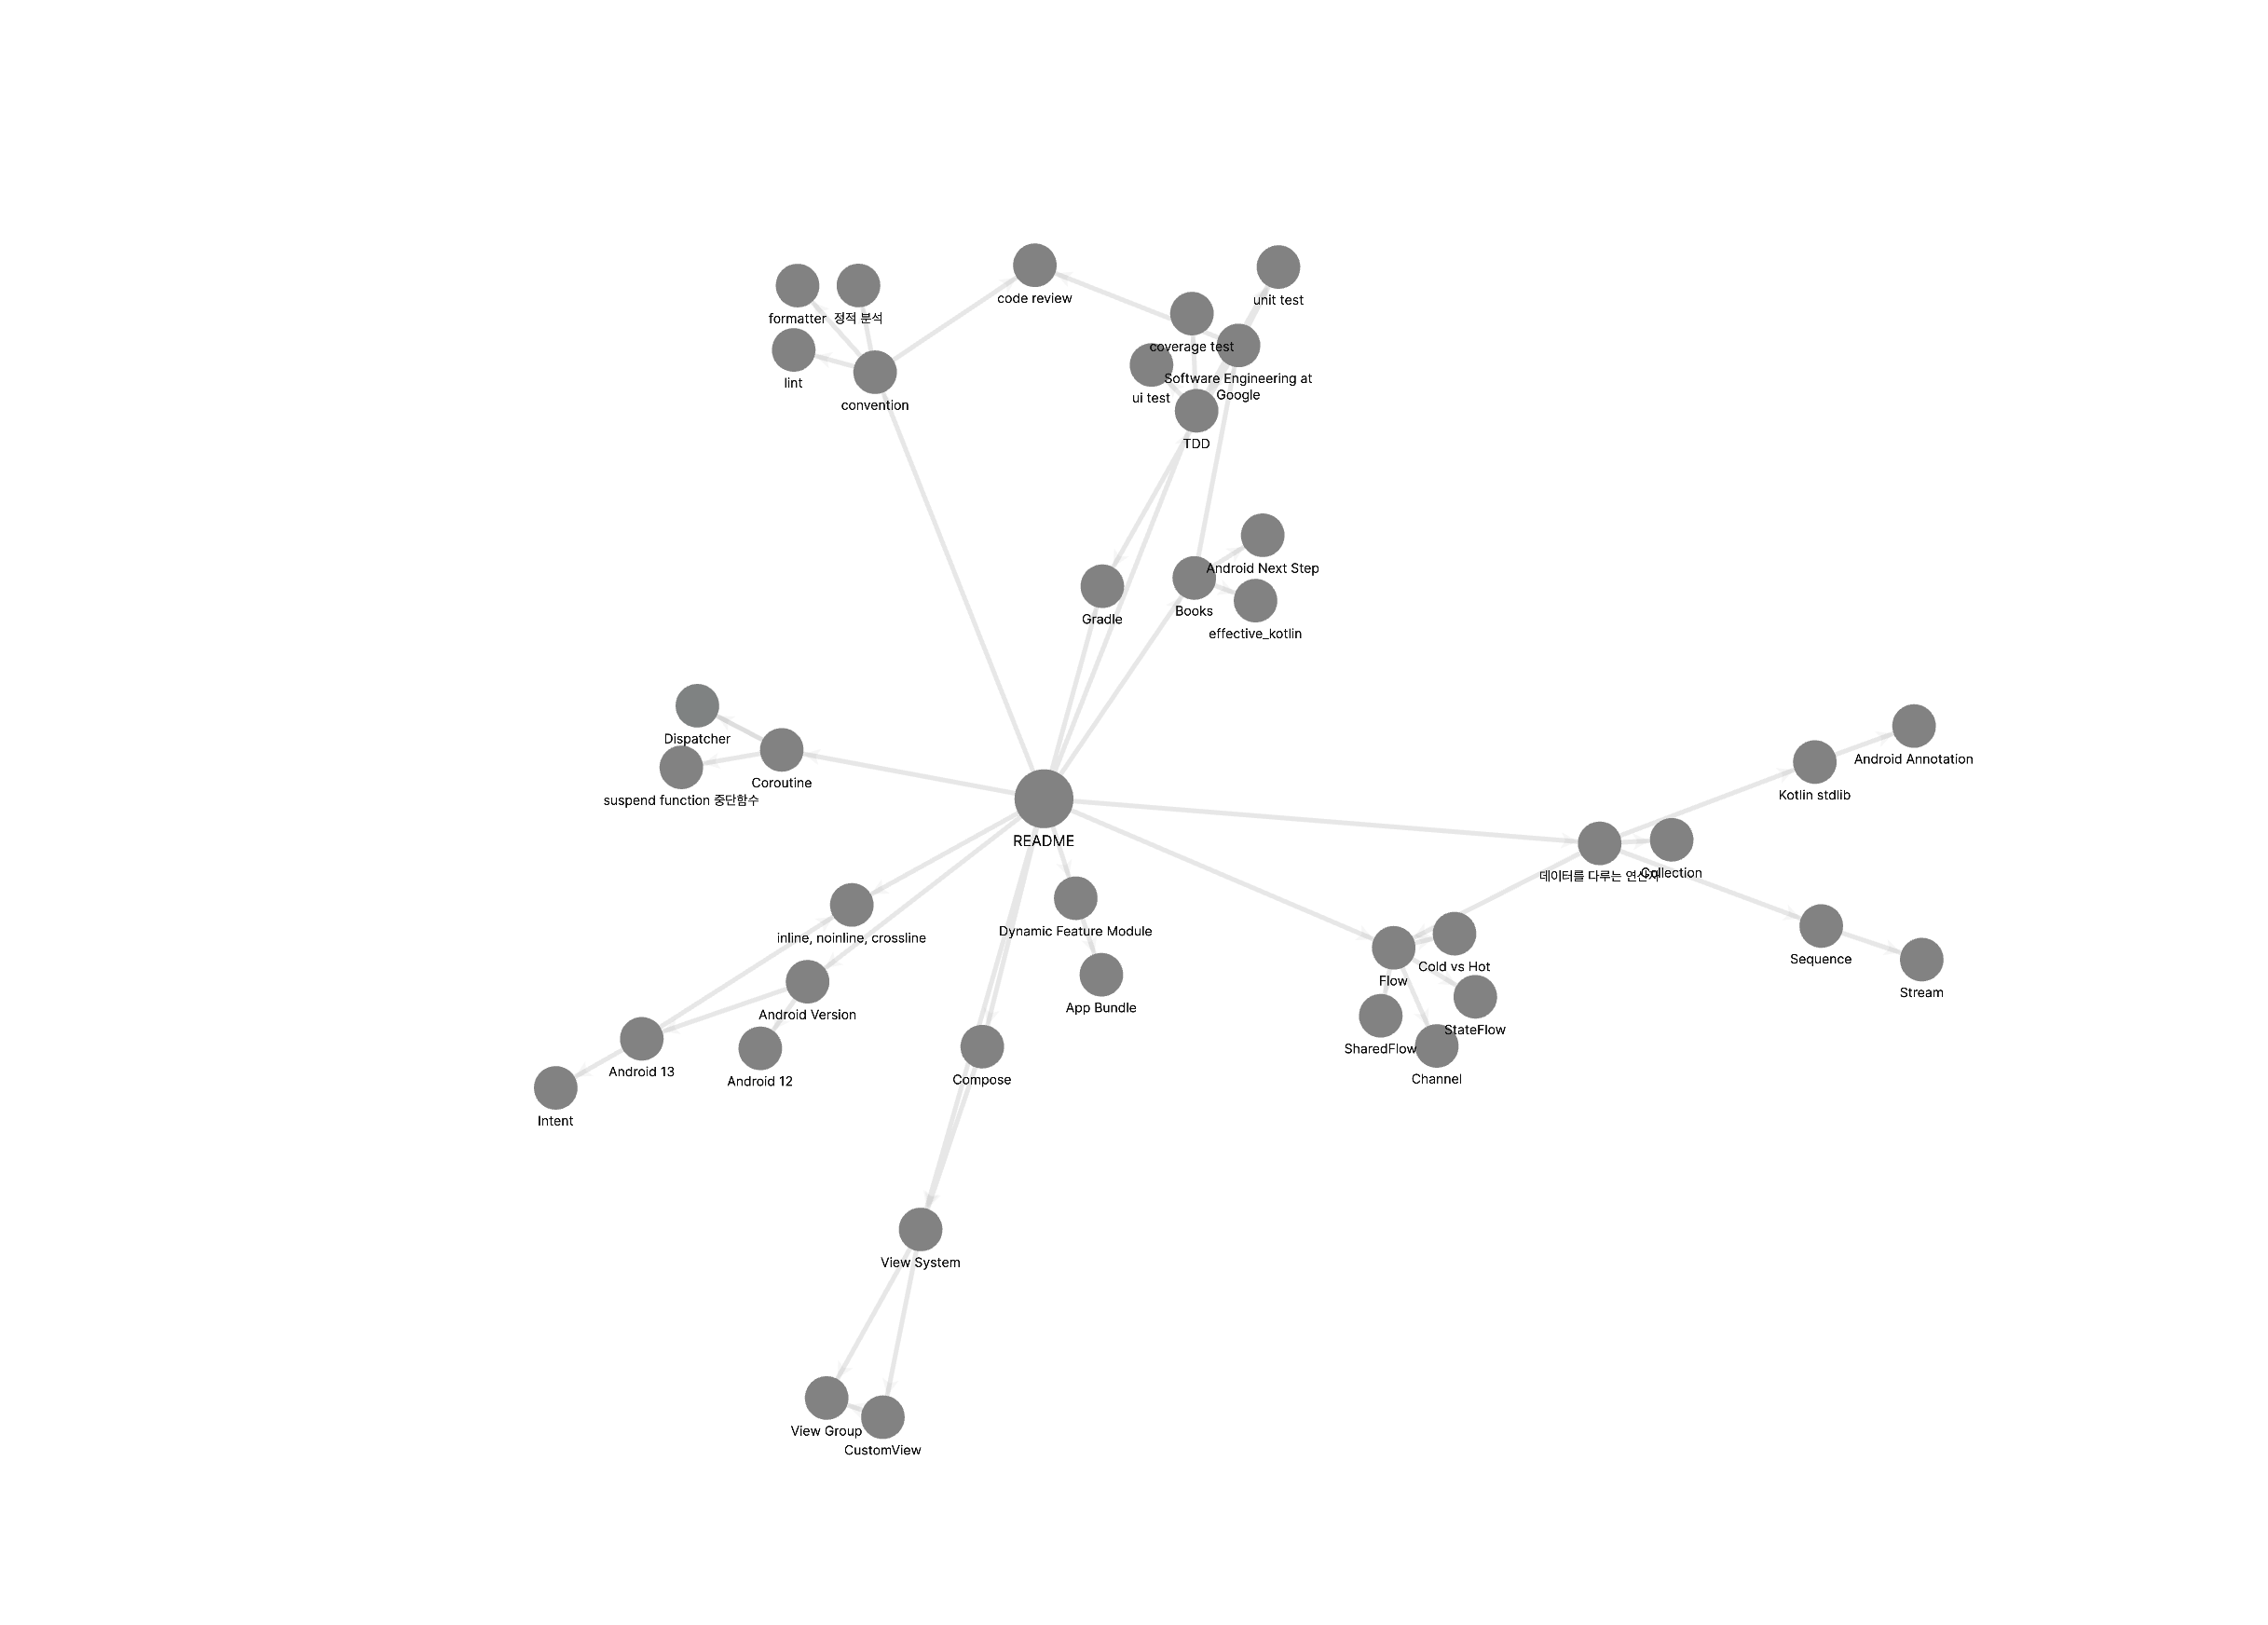 code review
unit test
formatter
정적 분석
coverage test
lint
Software Engineering at
Google
ui test
convention
TDD
Android Next Step
Books
Gradle
effective_kotlin
Dispatcher
Coroutine
suspend function 중단함수
Android Annotation
Kotlin stdlib
README
데이터를 다루는 연산자
Collection
inline, noinline, crossline
Dynamic Feature Module
Sequence
Cold vs Hot
Flow
Stream
App Bundle
Android Version
StateFlow
SharedFlow
Android 13
Android 12
Compose
Channel
Intent
View System
View Group
CustomView